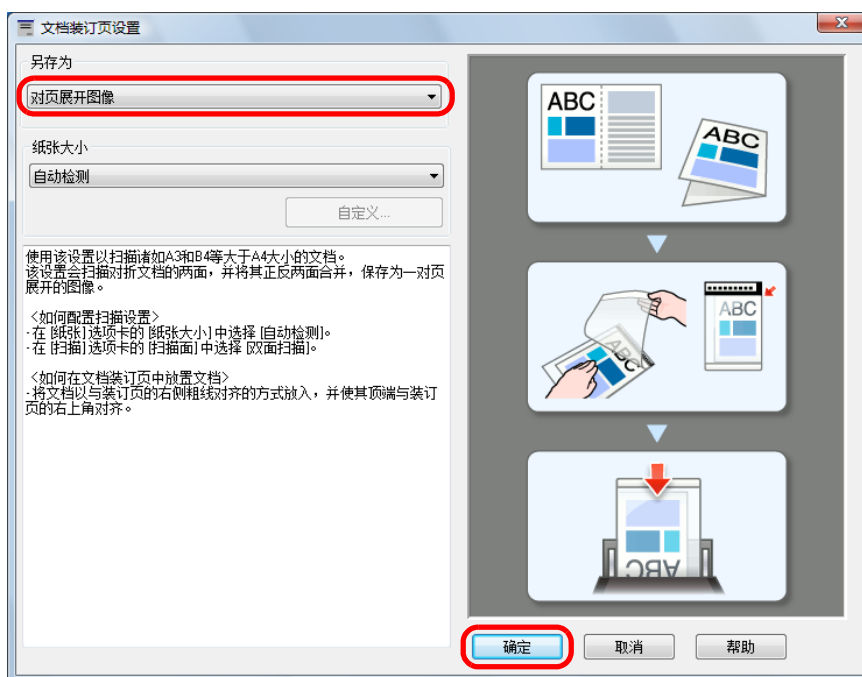 文档装订页设置
另存为
对页展开图像
纸张大小
自动检测
自定义...
使用该设置以扫描诸如A3和B4等大于A4大小的文档。
该设置会扫描对折文档的两面，并将其正反两面合并，保存为一对页
展开的图像。
<如何配置扫描设置>
·在 [纸张] 选项卡的 [纸张大小] 中选择 [自动检测]。
·在 [扫描] 选项卡的 [扫描面] 中选择 [双面扫描]。
<如何在文档装订页中放置文档>
·将文档以与装订页的右侧粗线对齐的方式放入，并使其顶端与装订
页的右上角对齐。
ABC
ABC
ABC
ABC
ABC
确定
取消
帮助